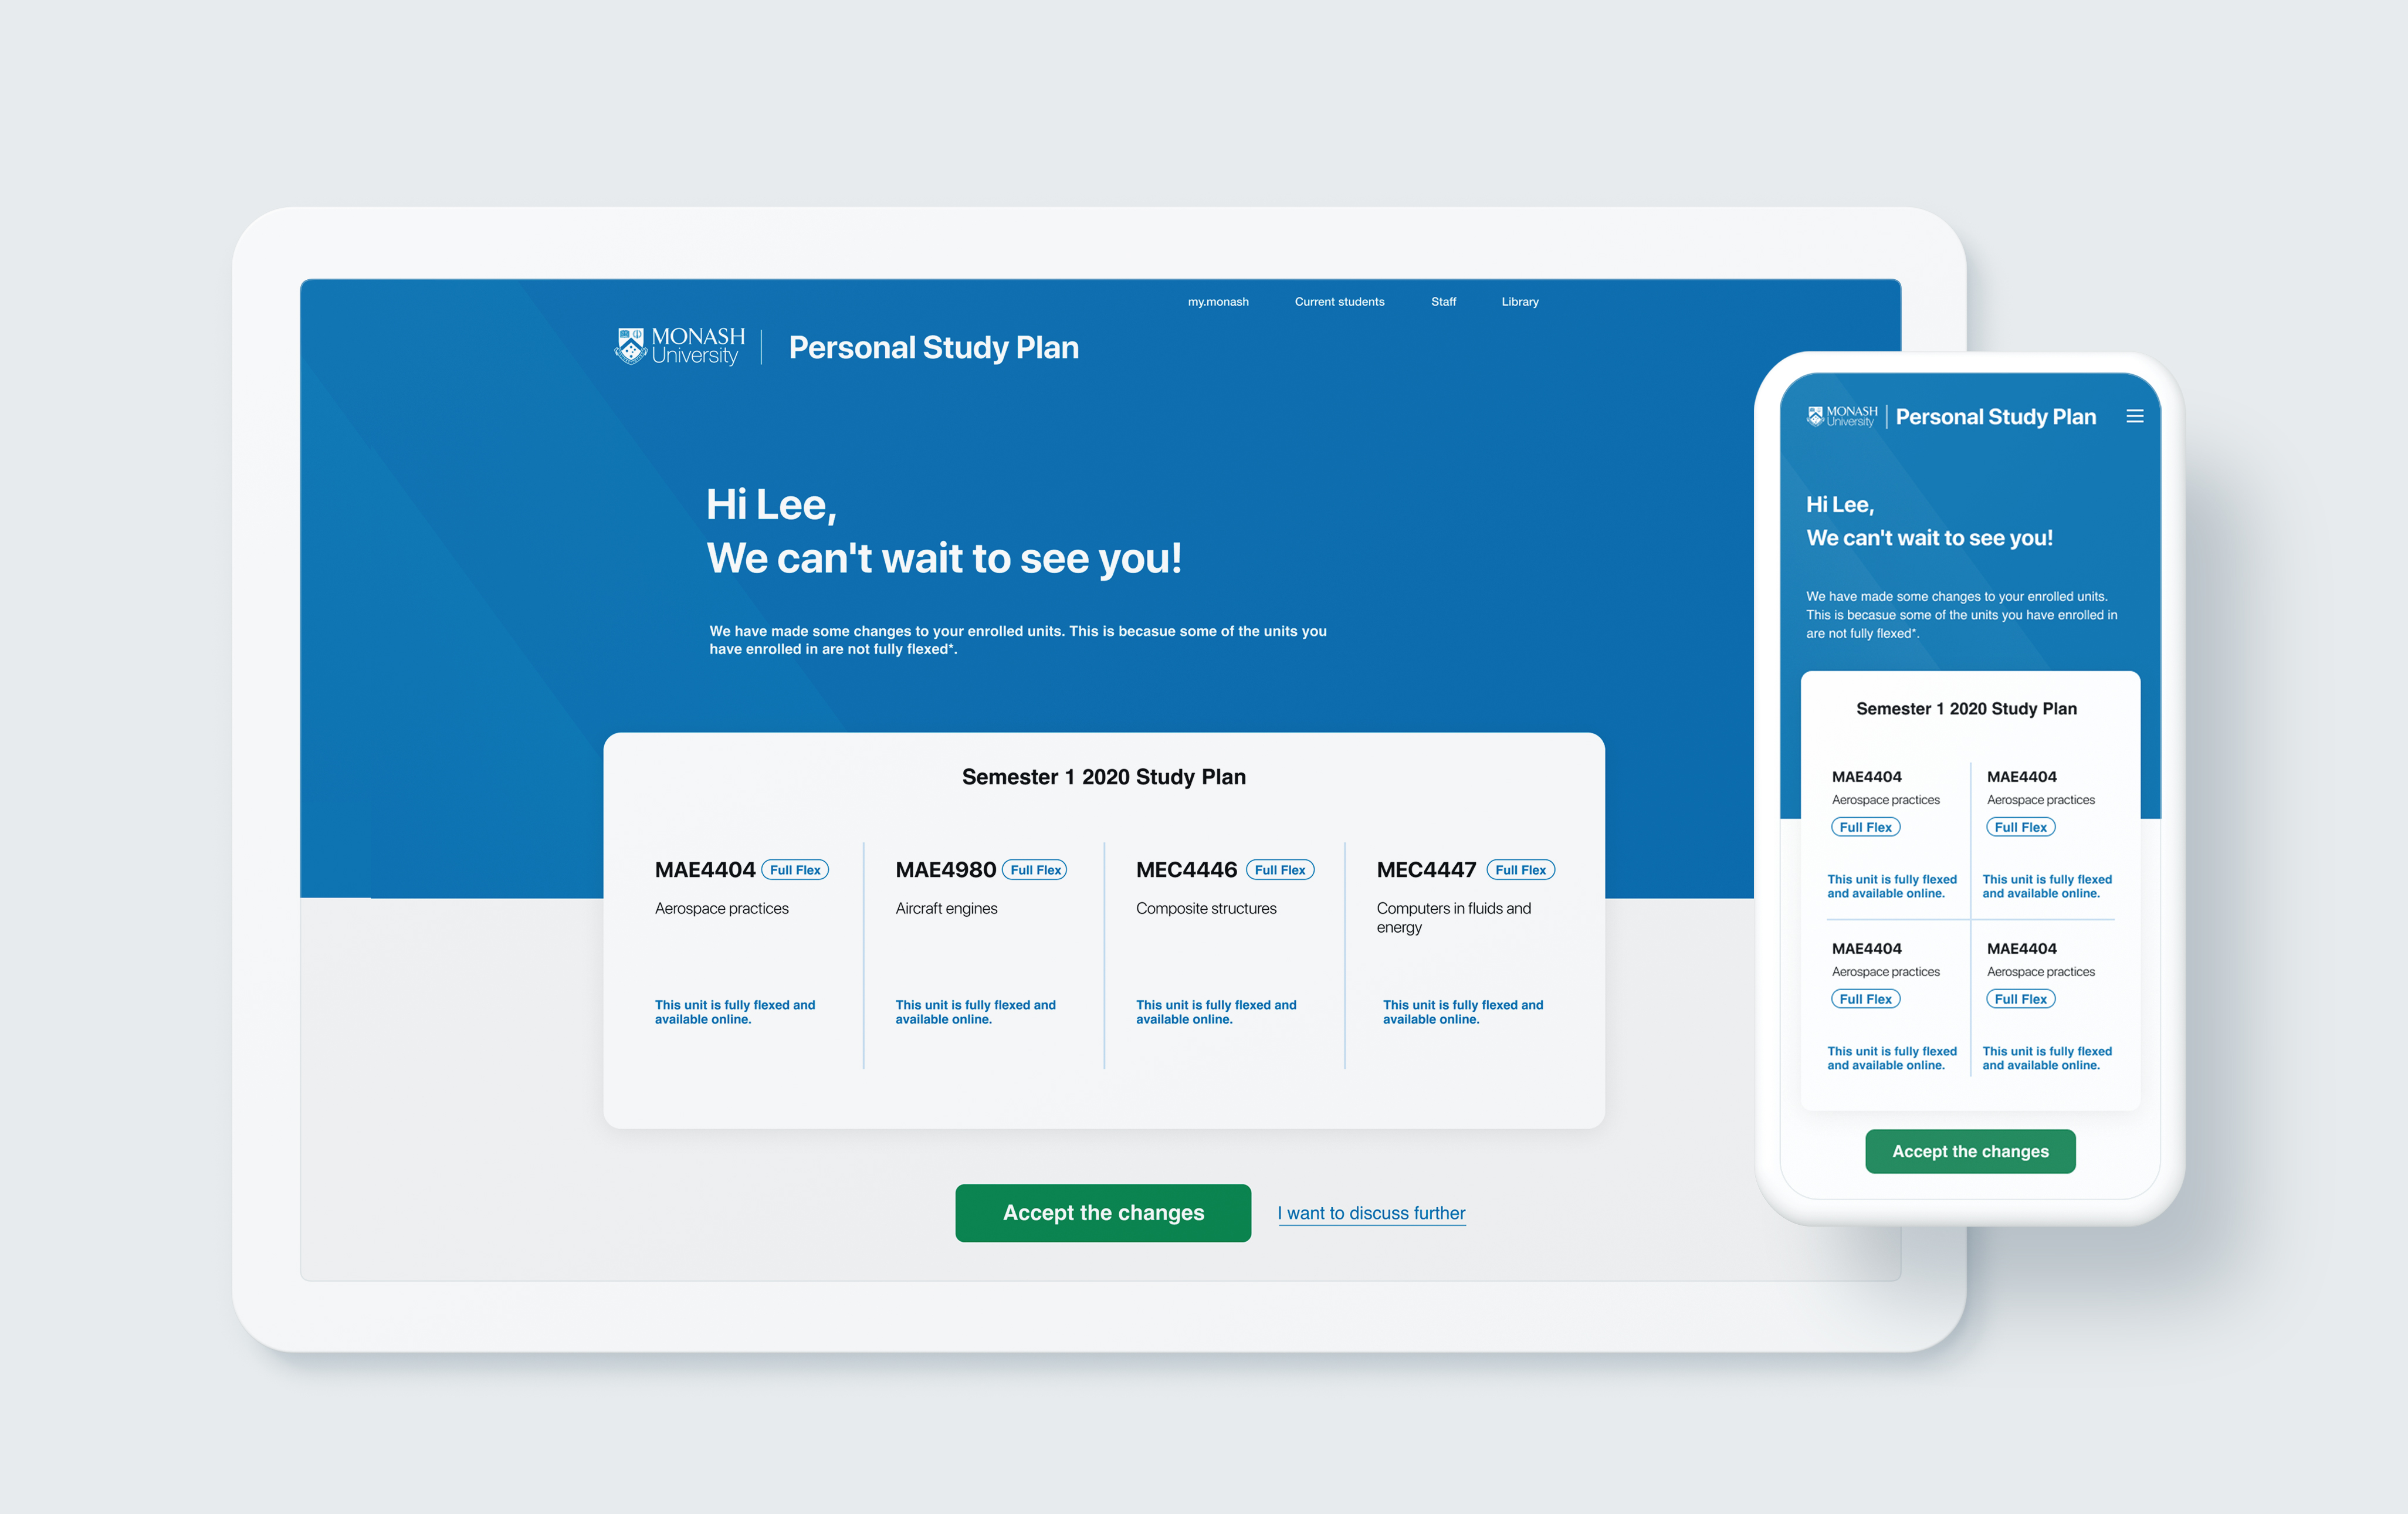 my.monash Current students Staff Library
MONASH University Personal Study Plan
Hi Lee,
We can't wait to see you!
We have made some changes to your enrolled units. This is becasue some of the units you
have enrolled in are not fully flexed*.
Semester 1 2020 Study Plan
MAE4404 Full Flex
Aerospace practices
This unit is fully flexed and
available online.
MAE4980 Full Flex
Aircraft engines
This unit is fully flexed and
available online.
MEC4446 Full Flex
Composite structures
This unit is fully flexed and
available online.
MEC4447 Full Flex
Computers in fluids and
energy
This unit is fully flexed and
available online.
Accept the changes I want to discuss further
MONASH University Personal Study Plan
Hi Lee,
We can't wait to see you!
We have made some changes to your enrolled units.
This is becasue some of the units you have enrolled in
are not fully flexed*.
Semester 1 2020 Study Plan
MAE4404
Aerospace practices
Full Flex
This unit is fully flexed
and available online.
MAE4404
Aerospace practices
Full Flex
This unit is fully flexed
and available online.
MAE4404
Aerospace practices
Full Flex
This unit is fully flexed
and available online.
MAE4404
Aerospace practices
Full Flex
This unit is fully flexed
and available online.
Accept the changes